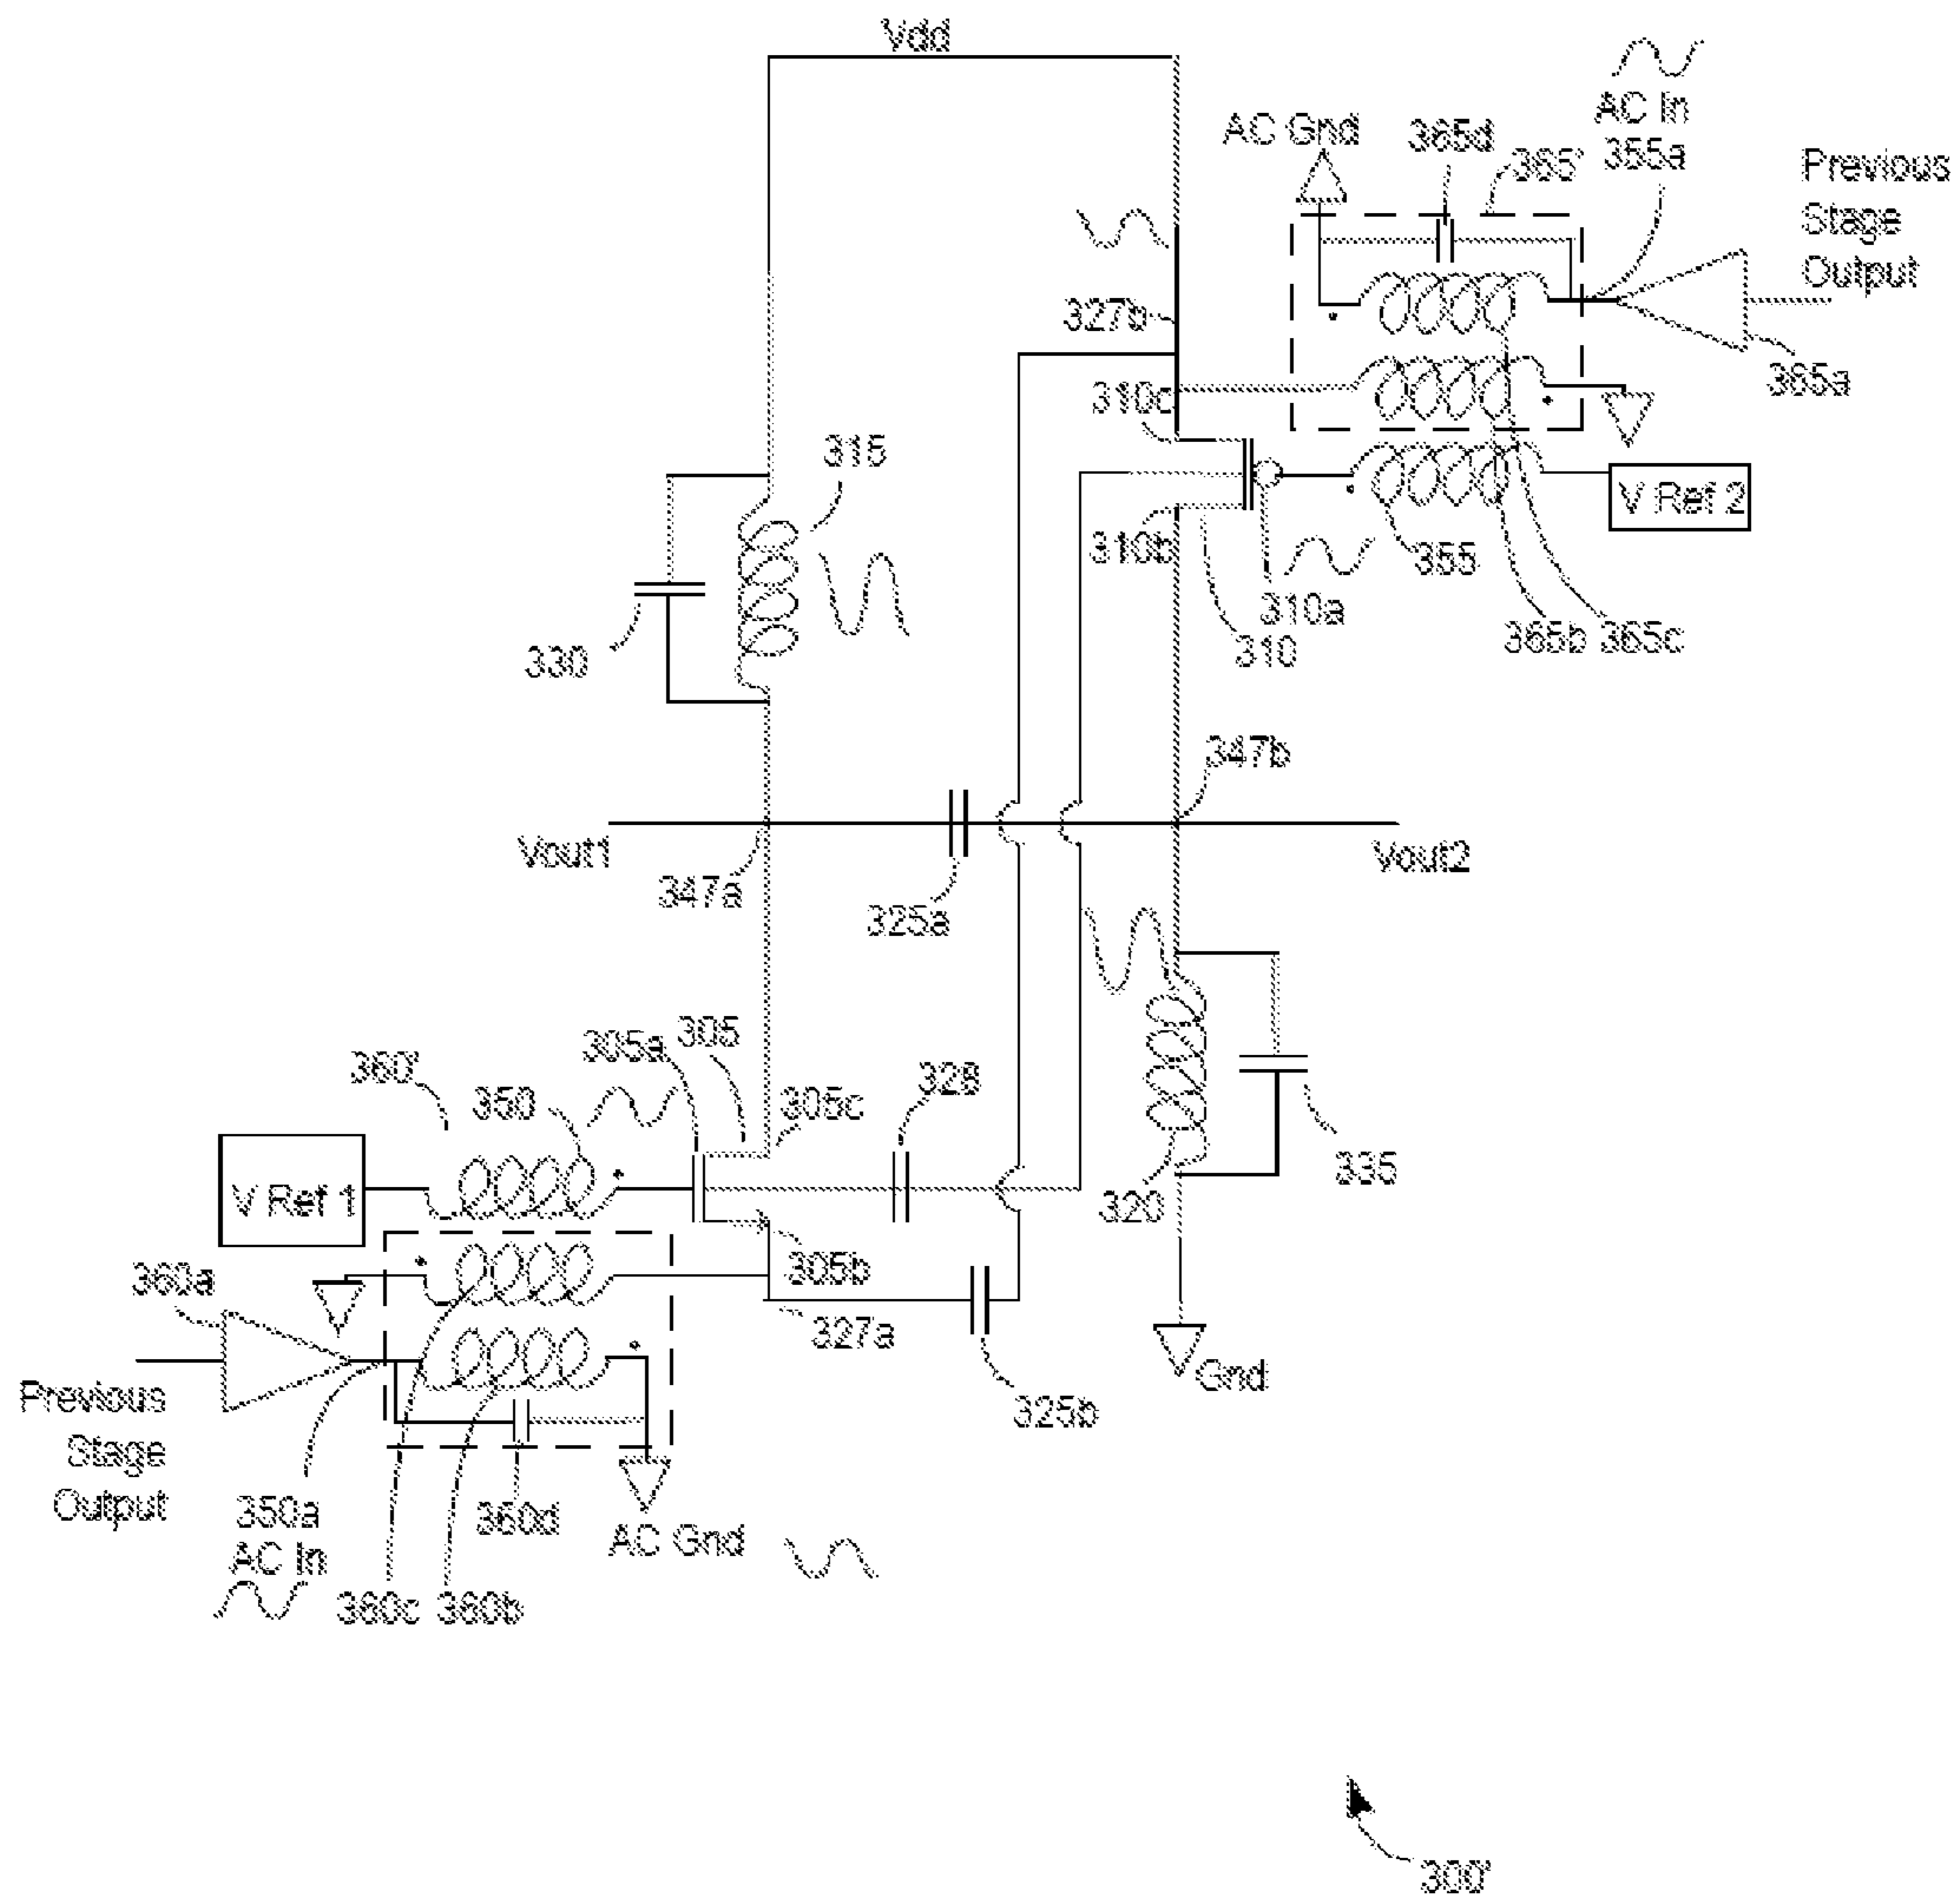 Vdd
AC In
AC Gnd
365d
365'
355a
Previous
Stage
Output
327b
310c
365a
315
V Ref 2
310b
355
310a
310
365b
365c
330
347b
Vout1
Vout2
347a
325a
305
305a
360'
350
328
305c
335
V Ref 1
320
305b
360a
327a
Gnd
325b
Previous
Stage
Output
350a
AC In
360d
AC Gnd
360c
360b
300'